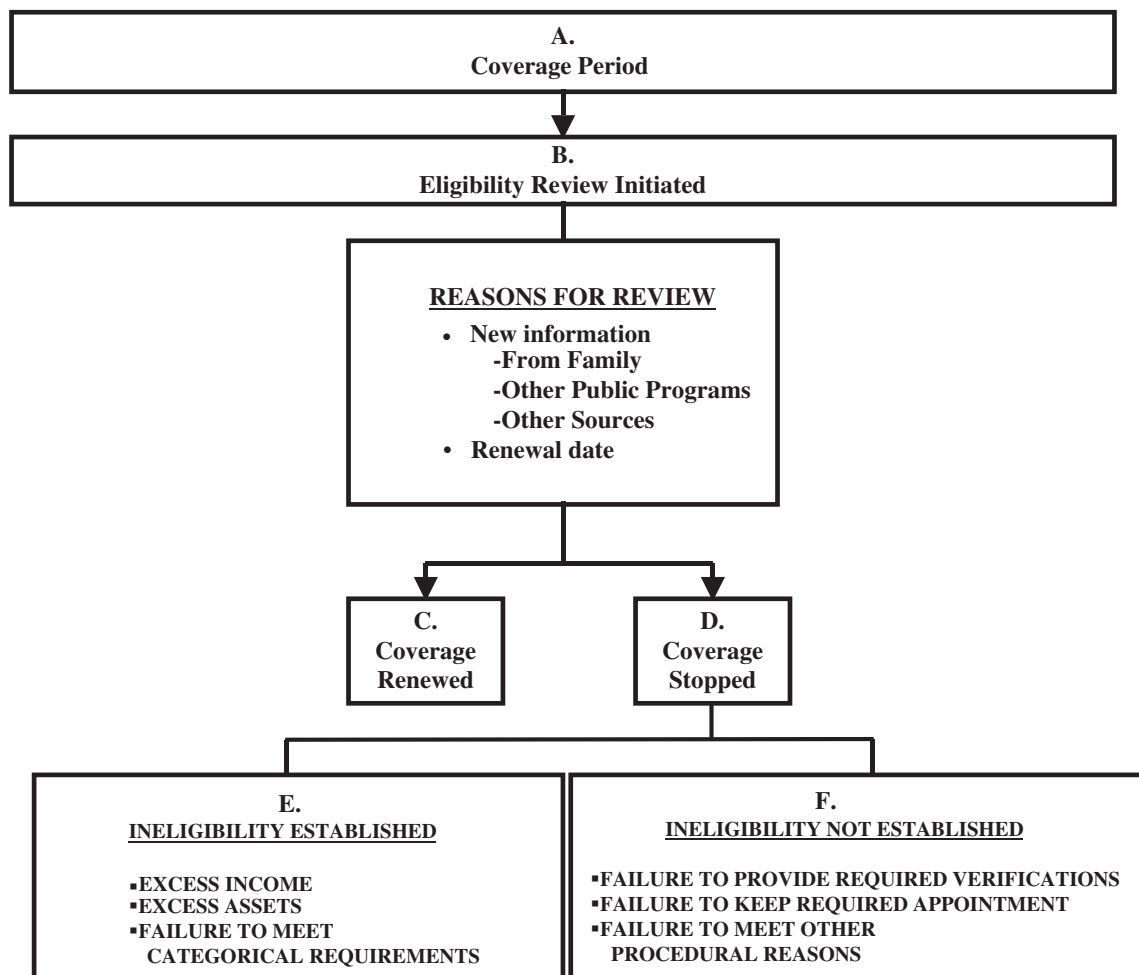 A.
Coverage Period
B.
Eligibility Review Initiated
REASONS FOR REVIEW
• New information
-From Family
-Other Public Programs
-Other Sources
• Renewal date
C.
Coverage
Renewed
D.
Coverage
Stopped
E.
INELIGIBILITY ESTABLISHED
▪EXCESS INCOME
▪EXCESS ASSETS
▪FAILURE TO MEET
CATEGORICAL REQUIREMENTS
F.
INELIGIBILITY NOT ESTABLISHED
▪FAILURE TO PROVIDE REQUIRED VERIFICATIONS
▪FAILURE TO KEEP REQUIRED APPOINTMENT
▪FAILURE TO MEET OTHER
PROCEDURAL REASONS